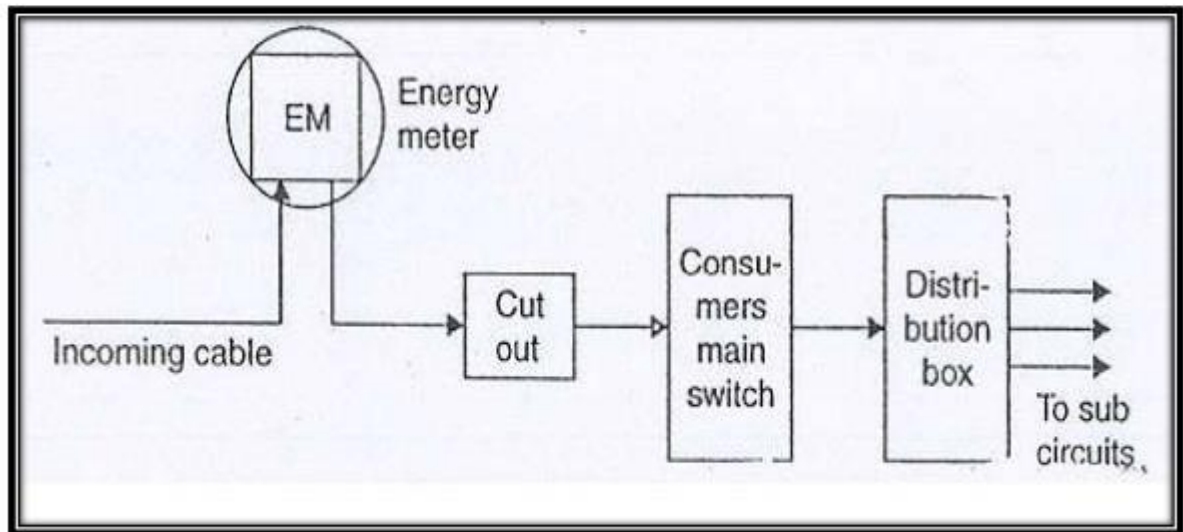 EM
Energy
meter
Incoming cable
Cut
out
Consu-
mers
main
switch
Distri-
bution
box
To sub
circuits